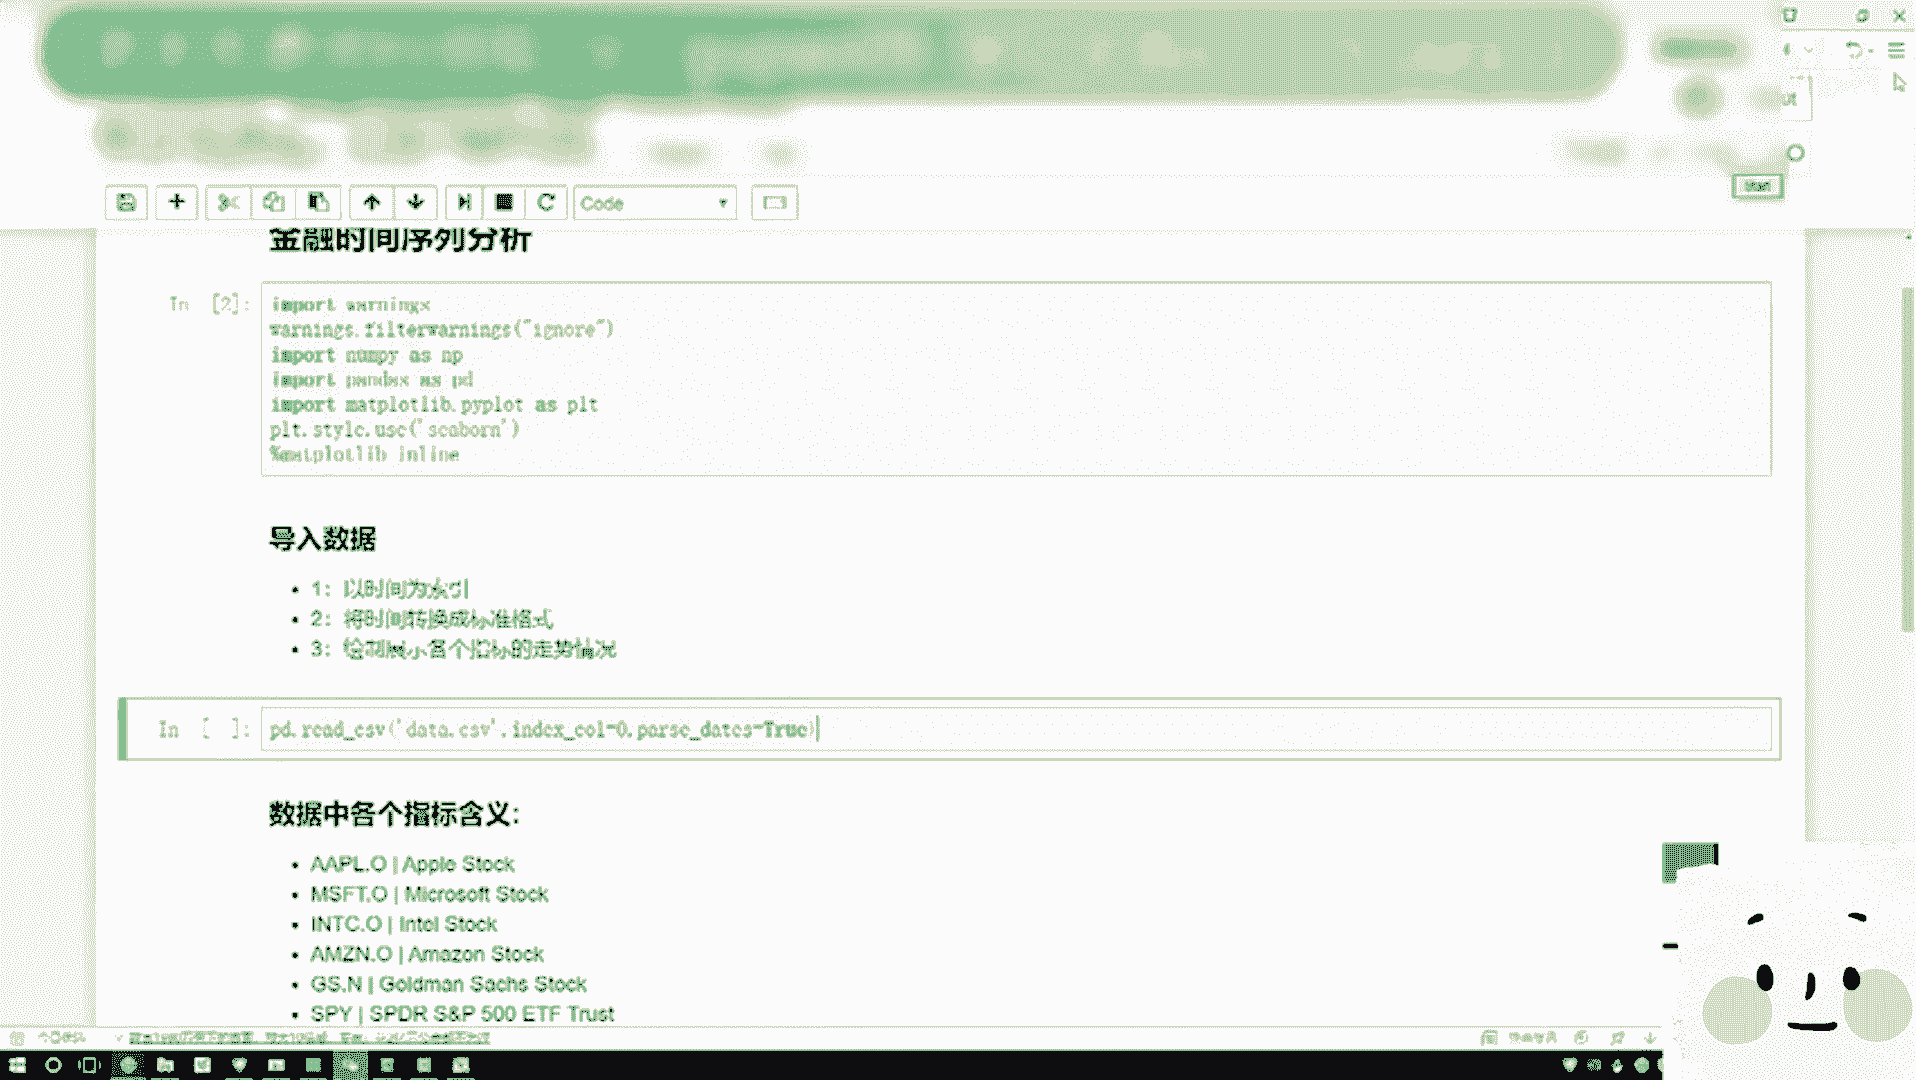 Start
Code
金融时间序列分析
In [2]:
import warnings
warnings.filterwarnings("ignore")
import numpy as np
import pandas as pd
import matplotlib.pyplot as plt
plt.style.use('seaborn')
%matplotlib inline
导入数据
1: 以时间为索引
2: 将时间转换成标准格式
3: 绘制展示各个指标的走势情况
In [ ]:
pd.read_csv('data.csv',index_col=0,parse_dates=True)
数据中各个指标含义:
AAPL.O | Apple Stock
MSFT.O | Microsoft Stock
INTC.O | Intel Stock
AMZN.O | Amazon Stock
GS.N | Goldman Sachs Stock
SPY | SPDR S&P 500 ETF Trust